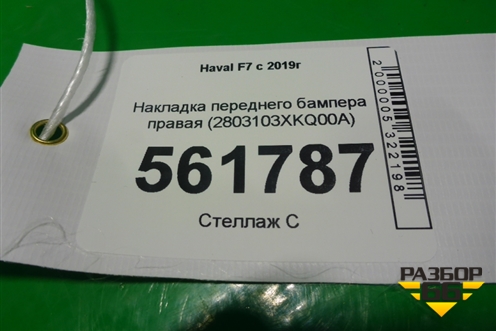 Haval F7 с 2019г
Накладка переднего бампера
правая (2803103XKQ00A)
561787
Стеллаж С
2000005322198
РАЗБОР